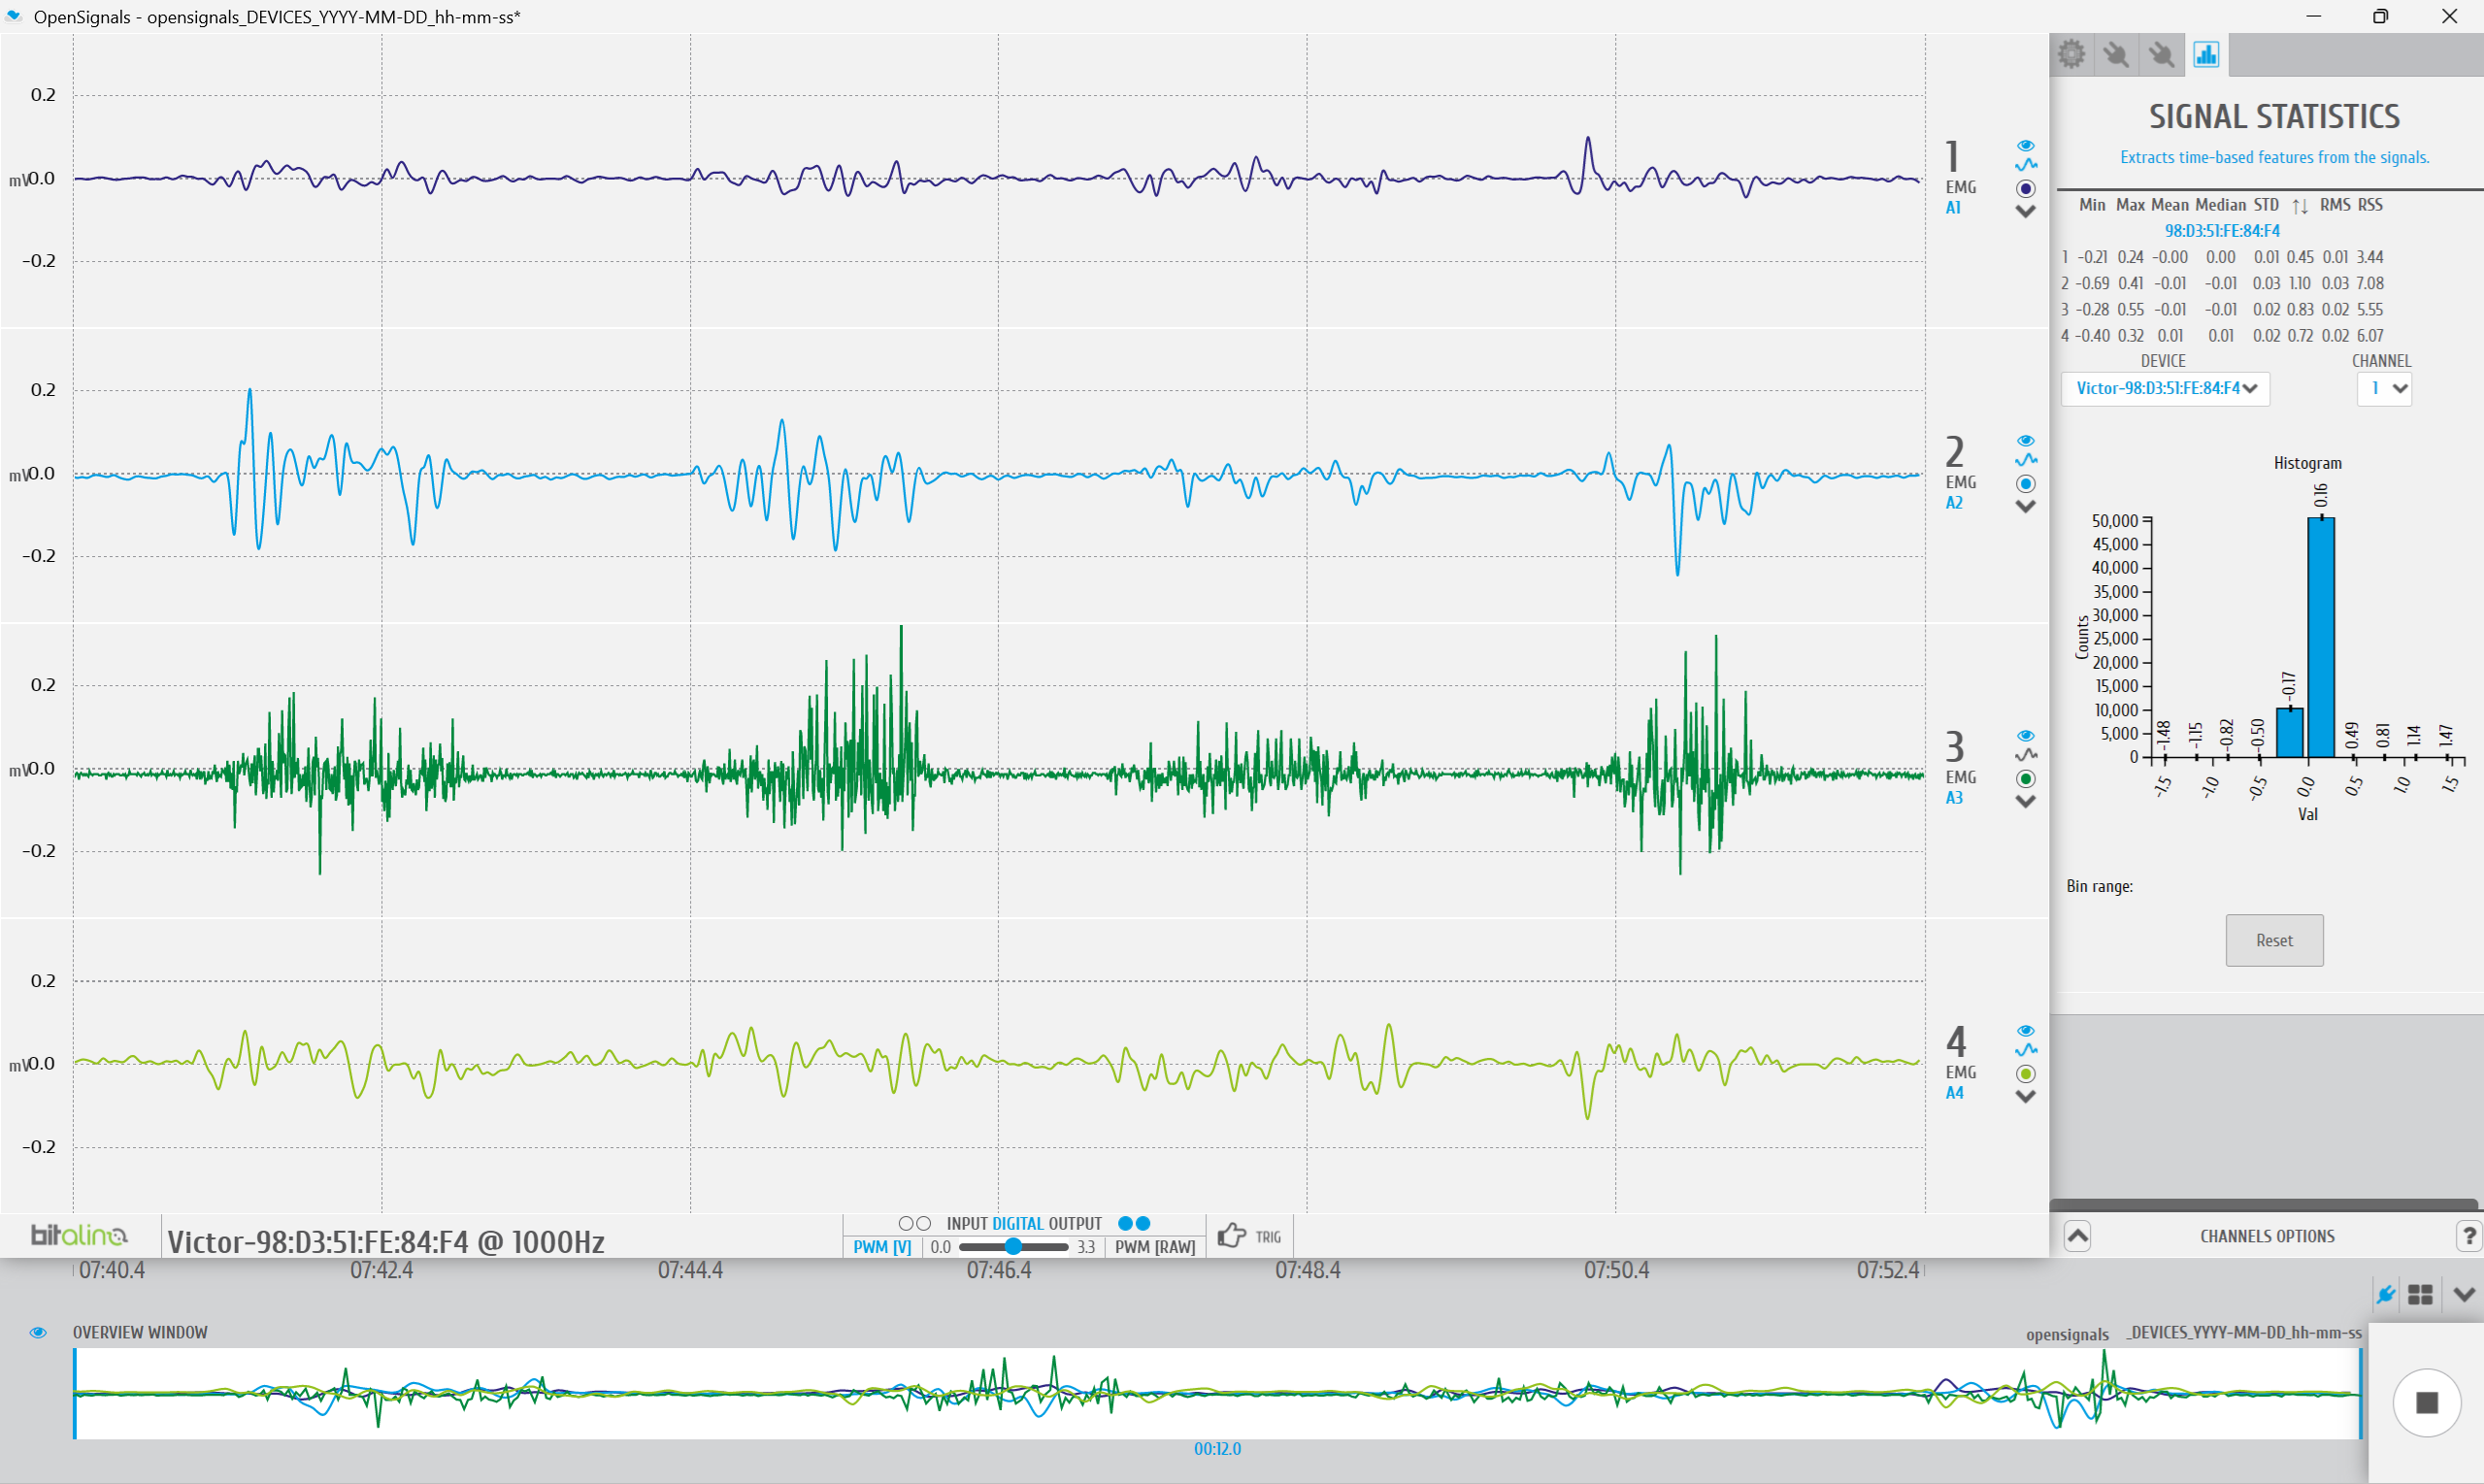 OpenSignals - opensignals_DEVICES_YYYY-MM-DD_hh-mm-ss*
0.2
mV 0.0
-0.2
1
EMG
A1
0.2
mV 0.0
-0.2
2
EMG
A2
0.2
mV 0.0
-0.2
3
EMG
A3
0.2
mV 0.0
-0.2
4
EMG
A4
SIGNAL STATISTICS
Extracts time-based features from the signals.
Min Max Mean Median STD ↑↓ RMS RSS
98:D3:51:FE:84:F4
1 -0.21 0.24 -0.00 0.00 0.01 0.45 0.01 3.44
2 -0.69 0.41 -0.01 -0.01 0.03 1.10 0.03 7.08
3 -0.28 0.55 -0.01 -0.01 0.02 0.83 0.02 5.55
4 -0.40 0.32 0.01 0.01 0.02 0.72 0.02 6.07
DEVICE CHANNEL
Victor-98:D3:51:FE:84:F4 1
Histogram
50,000
45,000
40,000
35,000
30,000
25,000
20,000
15,000
10,000
5,000
0
Counts
-1.48 -1.15 -0.82 -0.50 -0.17 0.16 0.49 0.81 1.14 1.47
-1.5 -1.0 -0.5 0.0 0.5 1.0 1.5
Val
Bin range:
Reset
bitalino
Victor-98:D3:51:FE:84:F4 @ 1000Hz
INPUT DIGITAL OUTPUT
PWM [V] 0.0 3.3 PWM [RAW]
TRIG
CHANNELS OPTIONS
?
07:40.4 07:42.4 07:44.4 07:46.4 07:48.4 07:50.4 07:52.4
OVERVIEW WINDOW
opensignals _DEVICES_YYYY-MM-DD_hh-mm-ss
00:12.0